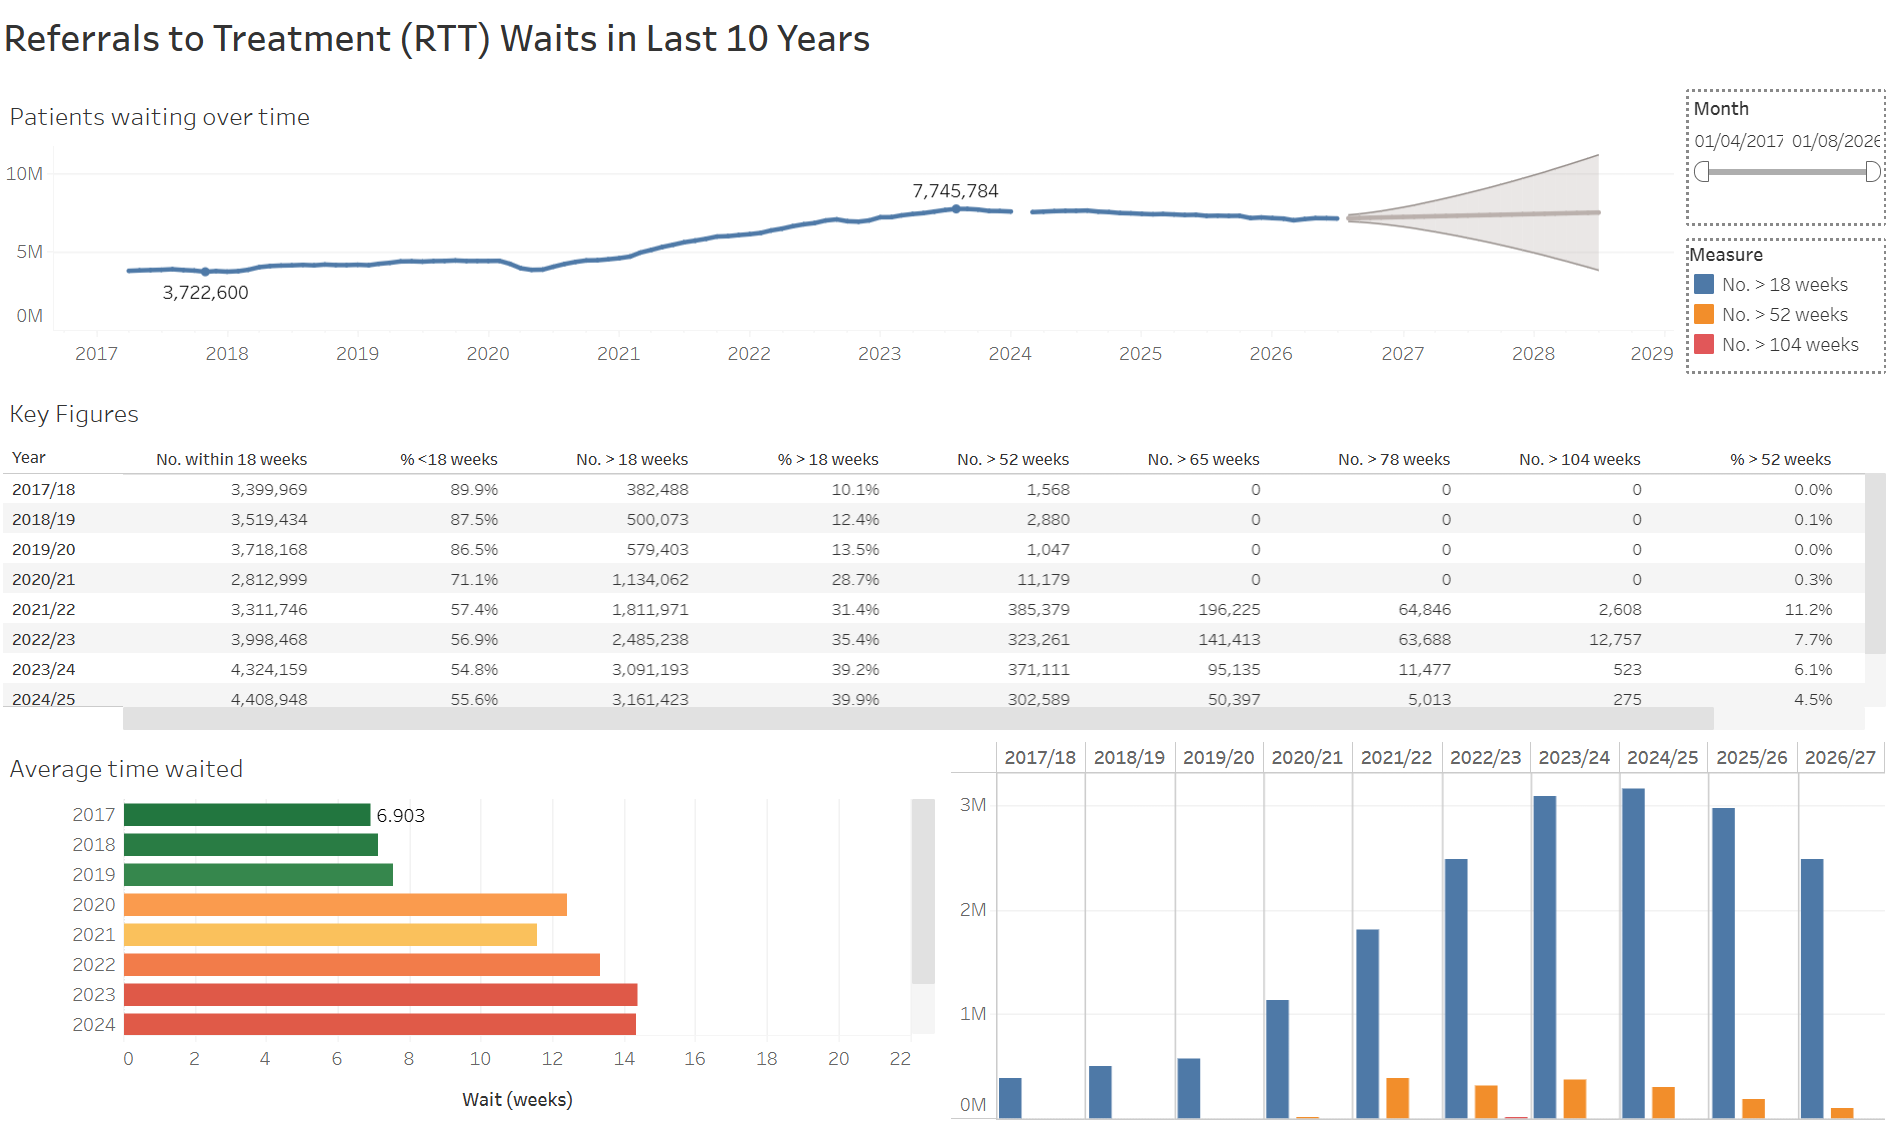 Referrals to Treatment (RTT) Waits in Last 10 Years
Patients waiting over time
10M
5M
0M
7,745,784
3,722,600
2017 2018 2019 2020 2021 2022 2023 2024 2025 2026 2027 2028 2029
Month
01/04/2017 01/08/2026
Measure
No. > 18 weeks
No. > 52 weeks
No. > 104 weeks
Key Figures
Year No. within 18 weeks % <18 weeks No. > 18 weeks % > 18 weeks No. > 52 weeks No. > 65 weeks No. > 78 weeks No. > 104 weeks % > 52 weeks
2017/18 3,399,969 89.9% 382,488 10.1% 1,568 0 0 0 0.0%
2018/19 3,519,434 87.5% 500,073 12.4% 2,880 0 0 0 0.1%
2019/20 3,718,168 86.5% 579,403 13.5% 1,047 0 0 0 0.0%
2020/21 2,812,999 71.1% 1,134,062 28.7% 11,179 0 0 0 0.3%
2021/22 3,311,746 57.4% 1,811,971 31.4% 385,379 196,225 64,846 2,608 11.2%
2022/23 3,998,468 56.9% 2,485,238 35.4% 323,261 141,413 63,688 12,757 7.7%
2023/24 4,324,159 54.8% 3,091,193 39.2% 371,111 95,135 11,477 523 6.1%
2024/25 4,408,948 55.6% 3,161,423 39.9% 302,589 50,397 5,013 275 4.5%
Average time waited
2017 6.903
2018
2019
2020
2021
2022
2023
2024
0 2 4 6 8 10 12 14 16 18 20 22
Wait (weeks)
2017/18 2018/19 2019/20 2020/21 2021/22 2022/23 2023/24 2024/25 2025/26 2026/27
3M
2M
1M
0M